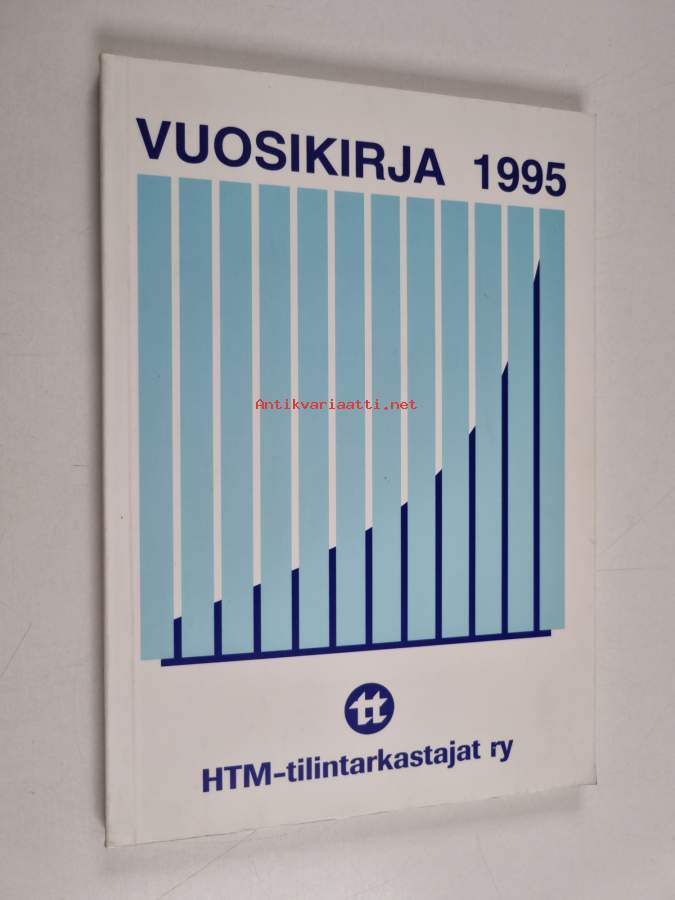 VUOSIKIRJA 1995
Antikvariaatti.net
tt
HTM-tilintarkastajat ry